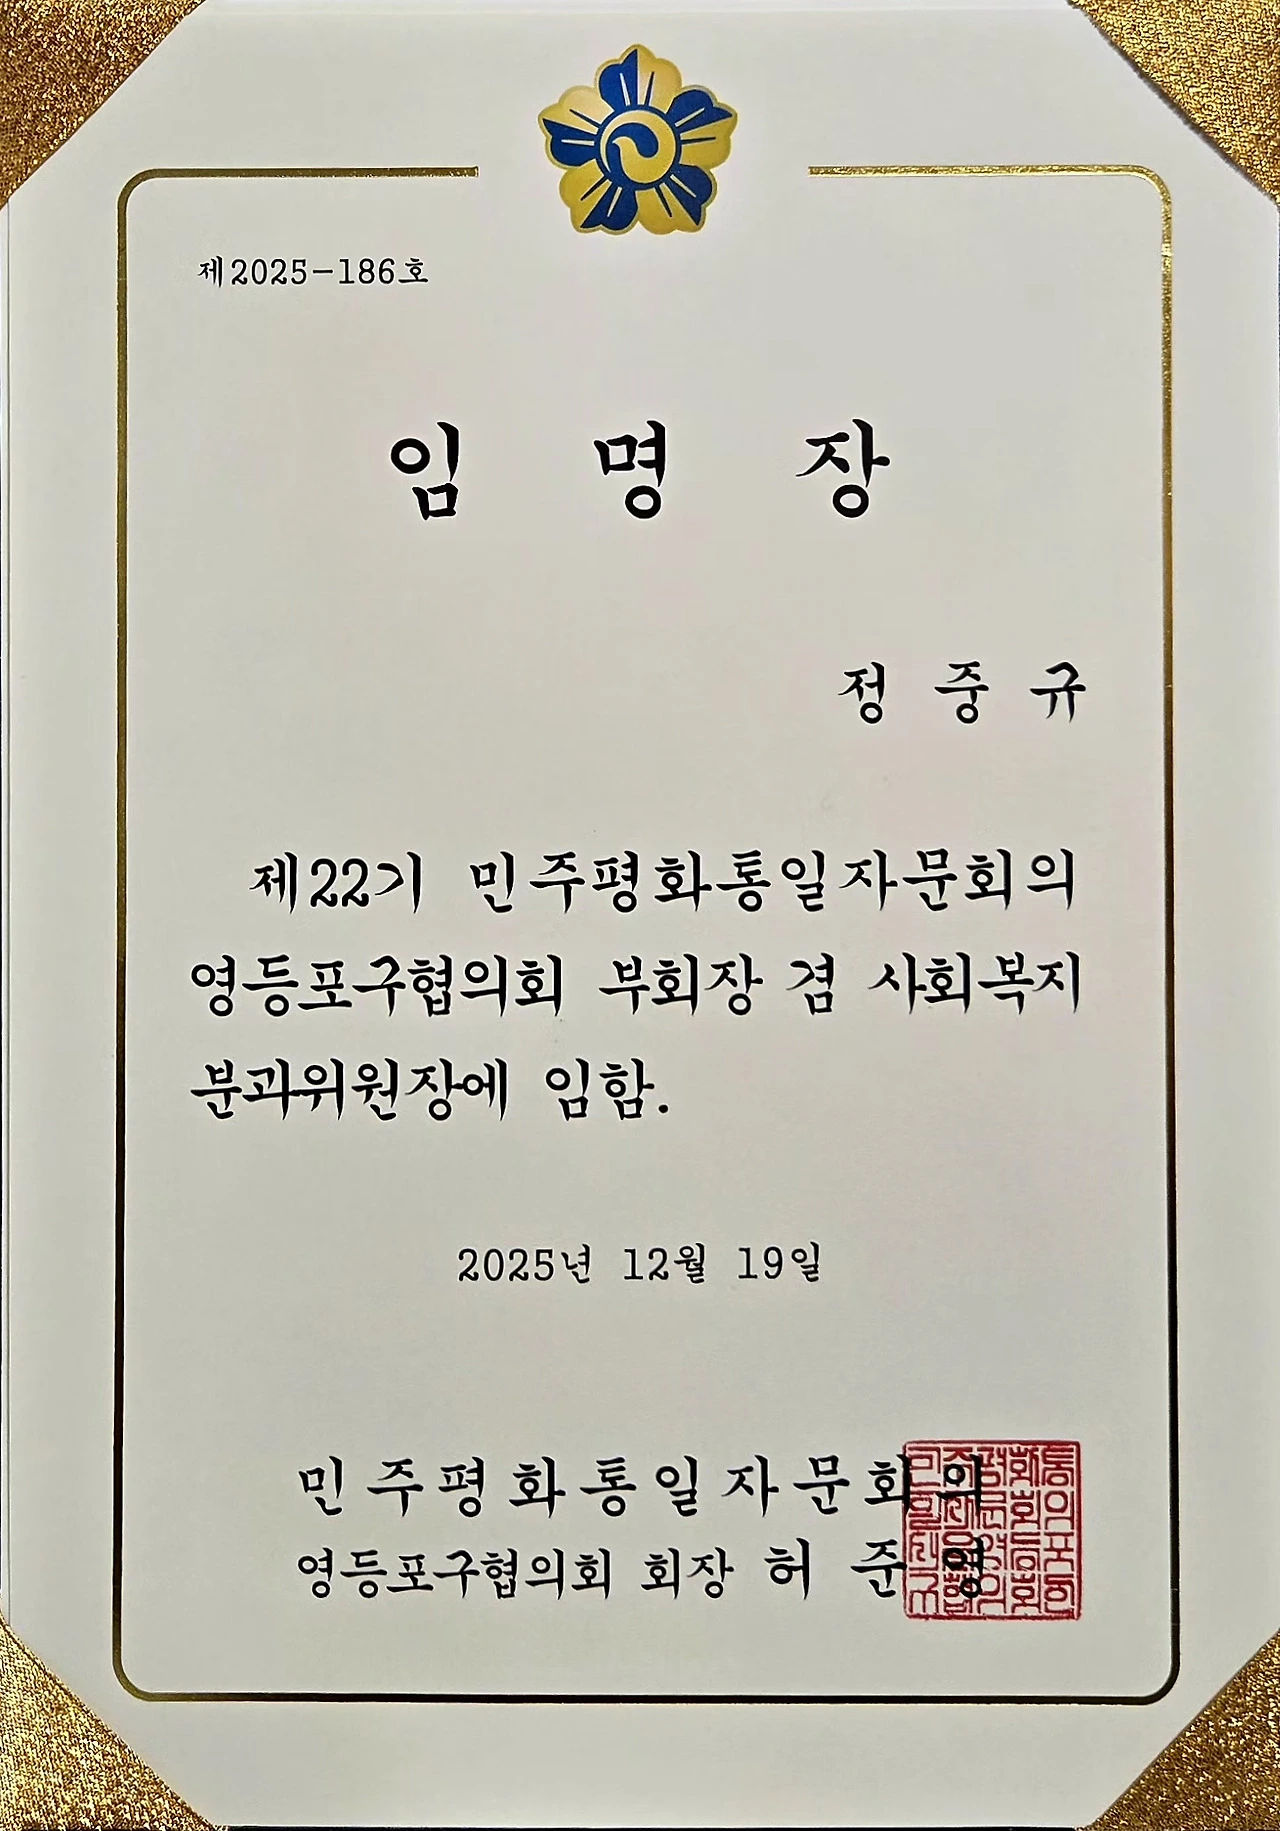 제2025-186호
임 명 장
정 중 규
제22기 민주평화통일자문회의
영등포구협의회 부회장 겸 사회복지
분과위원장에 임함.
2025년 12월 19일
민주평화통일자문회의
영등포구협의회 회장 허 준 영